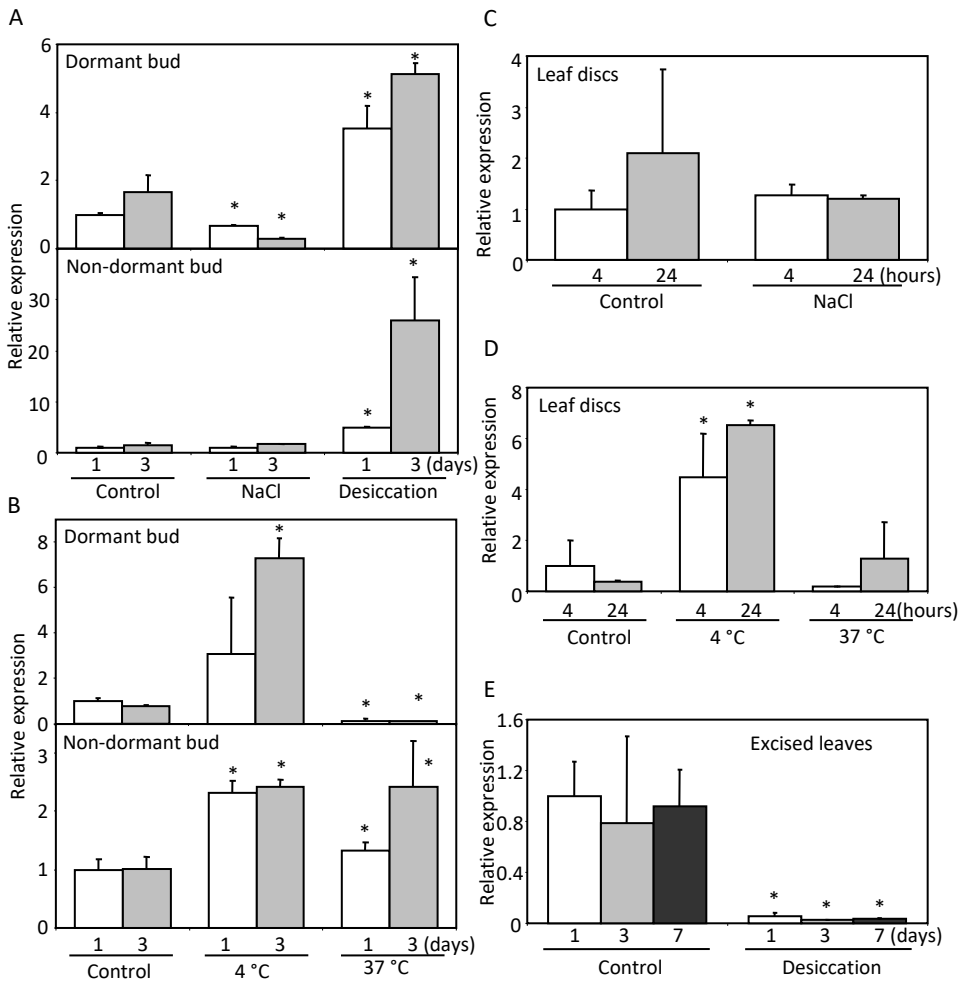 A
Relative expression
Dormant bud
6
4
2
0
* * * *
Non-dormant bud
30
20
10
0
* *
1 3 1 3 1 3 (days)
Control NaCl Desiccation
B
Relative expression
Dormant bud
8
6
4
2
0
* * *
Non-dormant bud
3
2
1
0
* * * *
1 3 1 3 1 3 (days)
Control 4 °C 37 °C
C
Relative expression
Leaf discs
4
3
2
1
0
4 24 4 24 (hours)
Control NaCl
D
Relative expression
Leaf discs
8
6
4
2
0
* *
4 24 4 24 4 24 (hours)
Control 4 °C 37 °C
E
Relative expression
Excised leaves
1.6
1.2
0.8
0.4
0
* * *
1 3 7 1 3 7 (days)
Control Desiccation